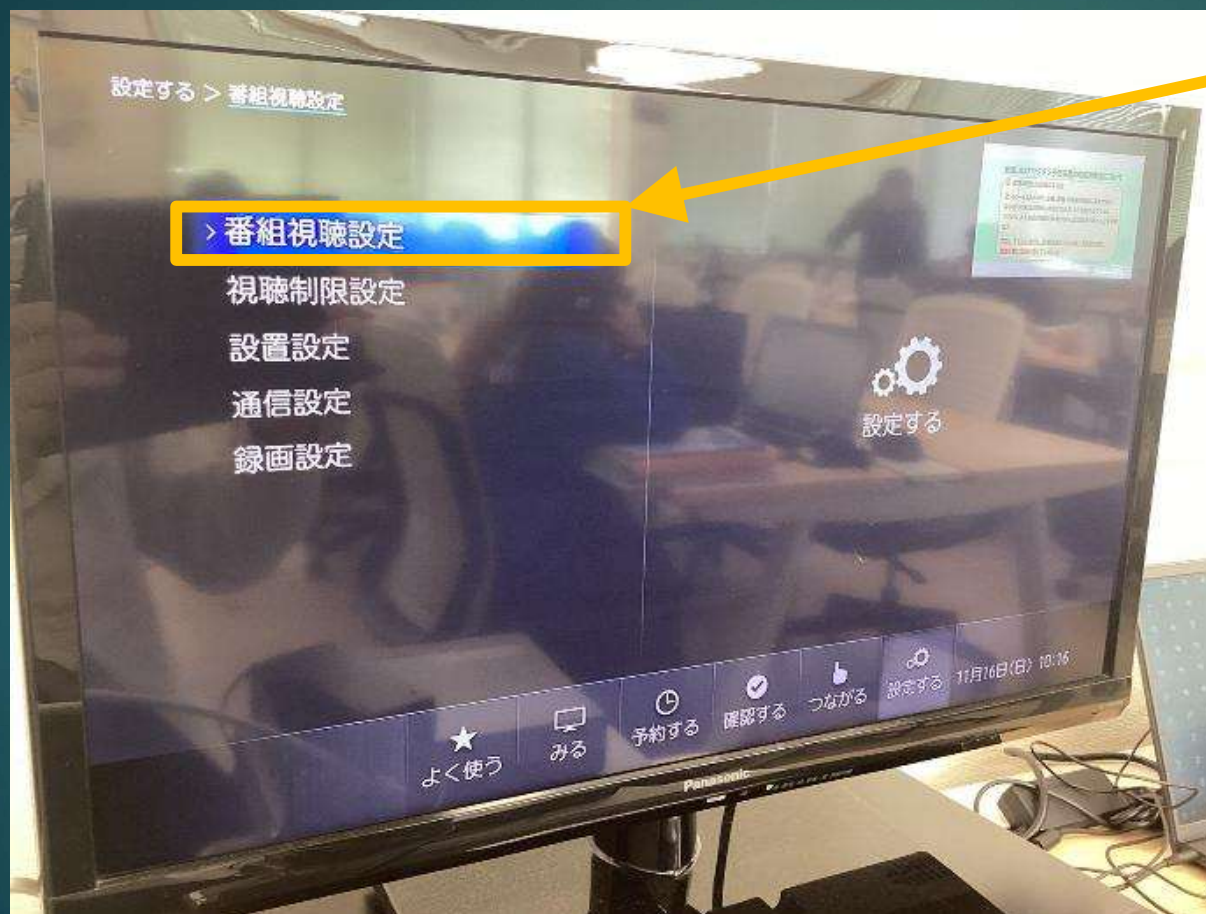 設定する > 番組視聴設定
> 番組視聴設定
視聴制限設定
設置設定
通信設定
録画設定
設定する
よく使う
みる
予約する
確認する
つながる
設定する
11月16日(日) 10:16
Panasonic